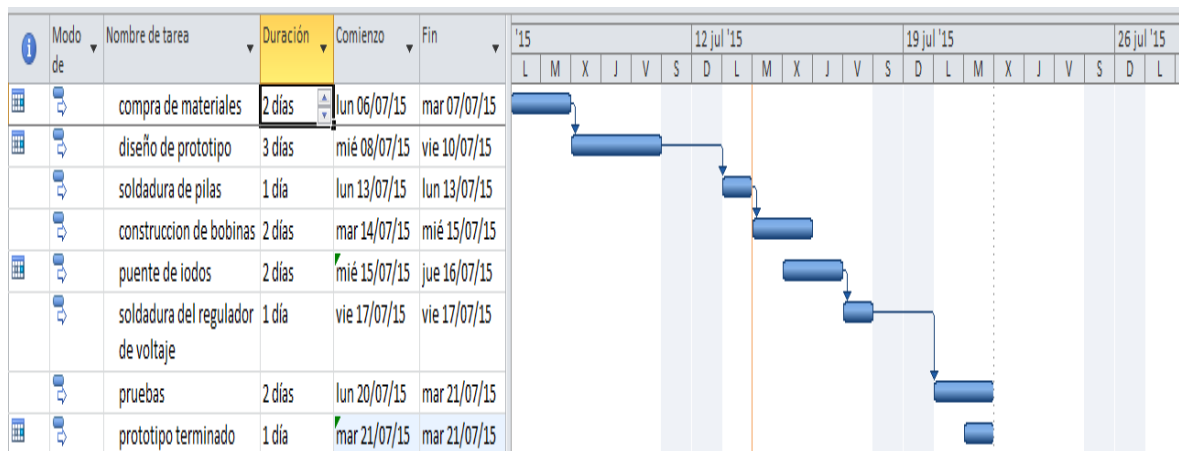 Modo de
Nombre de tarea
Duración
Comienzo
Fin
'15
12 jul '15
19 jul '15
26 jul '15
L M X J V S D L M X J V S D L M X J V S D L
compra de materiales 2 días lun 06/07/15 mar 07/07/15
diseño de prototipo 3 días mié 08/07/15 vie 10/07/15
soldadura de pilas 1 día lun 13/07/15 lun 13/07/15
construccion de bobinas 2 días mar 14/07/15 mié 15/07/15
puente de iodos 2 días mié 15/07/15 jue 16/07/15
soldadura del regulador 1 día vie 17/07/15 vie 17/07/15
de voltaje
pruebas 2 días lun 20/07/15 mar 21/07/15
prototipo terminado 1 día mar 21/07/15 mar 21/07/15